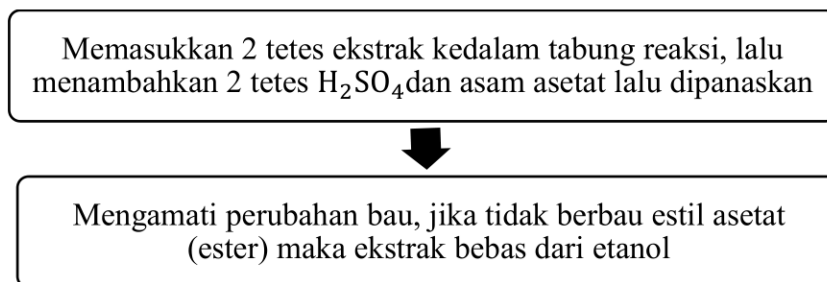 Memasukkan 2 tetes ekstrak kedalam tabung reaksi, lalu
menambahkan 2 tetes H₂SO₄dan asam asetat lalu dipanaskan
Mengamati perubahan bau, jika tidak berbau estil asetat
(ester) maka ekstrak bebas dari etanol